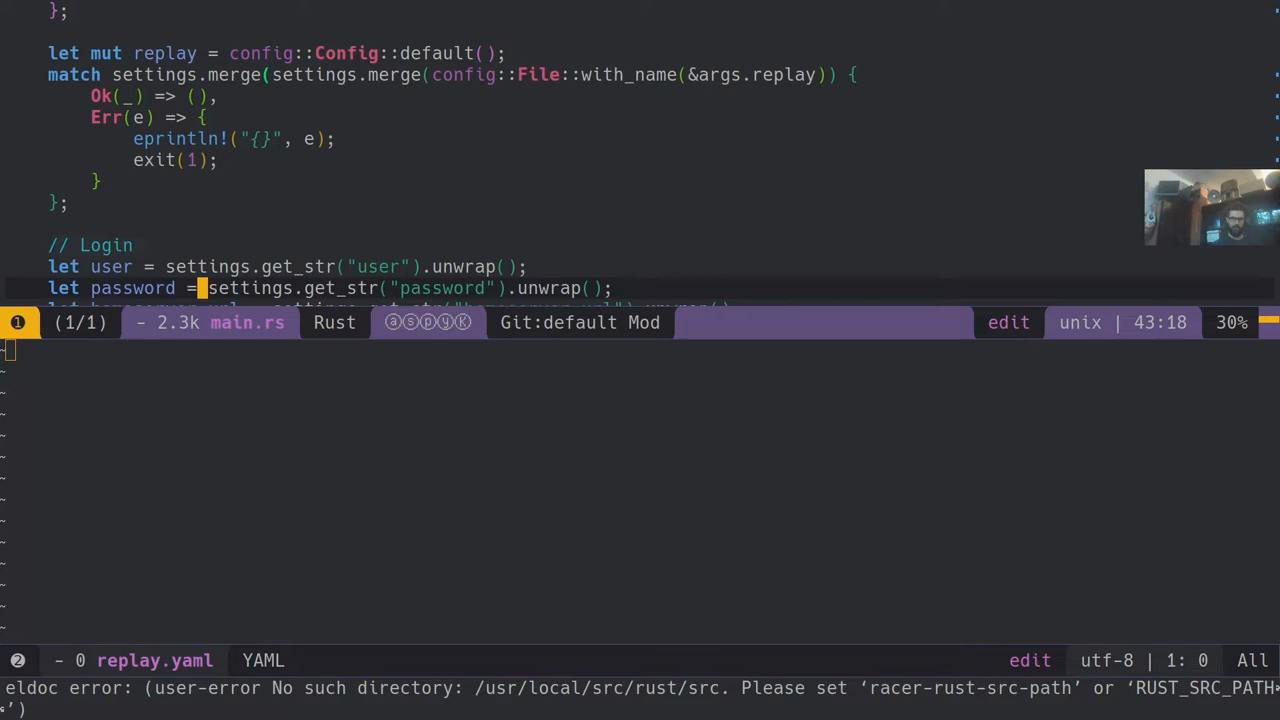 };
let mut replay = config::Config::default();
match settings.merge(settings.merge(config::File::with_name(&args.replay)) {
Ok(_) => (),
Err(e) => {
eprintln!("{}", e);
exit(1);
}
};
// Login
let user = settings.get_str("user").unwrap();
let password = settings.get_str("password").unwrap();
❶ (1/1) - 2.3k main.rs Rust ⓐⓢⓟⓨⓀ Git:default Mod edit unix | 43:18 30%
~
~
~
~
~
~
~
~
~
~
~
~
~
~
❷ - 0 replay.yaml YAML edit utf-8 | 1: 0 All
eldoc error: (user-error No such directory: /usr/local/src/rust/src. Please set ‘racer-rust-src-path’ or ‘RUST_SRC_PATH
’)